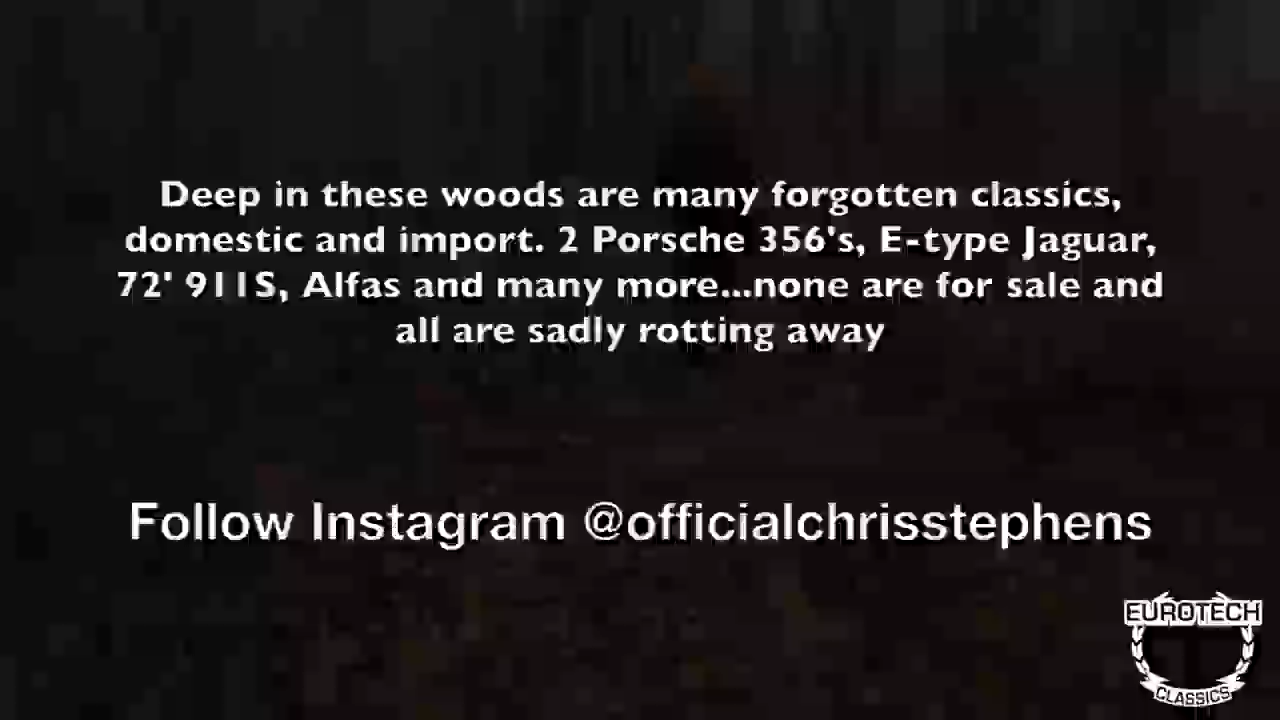 Deep in these woods are many forgotten classics,
domestic and import. 2 Porsche 356's, E-type Jaguar,
72' 911S, Alfas and many more...none are for sale and
all are sadly rotting away
Follow Instagram @officialchrisstephens
EUROTECH
CLASSICS